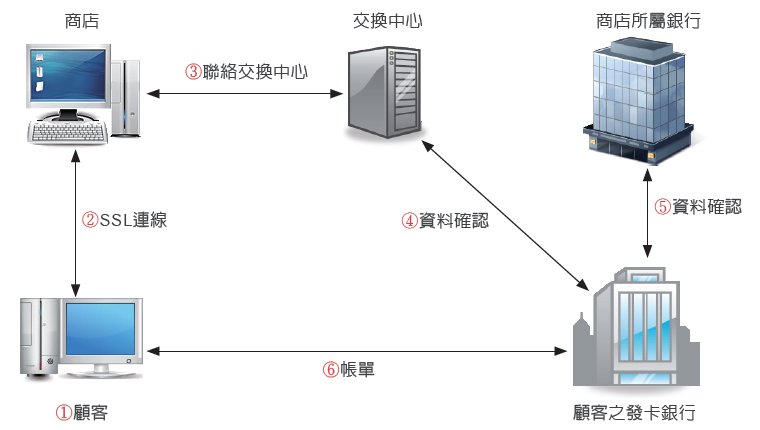 商店
交換中心
商店所屬銀行
③聯絡交換中心
②SSL連線
④資料確認
⑤資料確認
⑥帳單
①顧客
顧客之發卡銀行